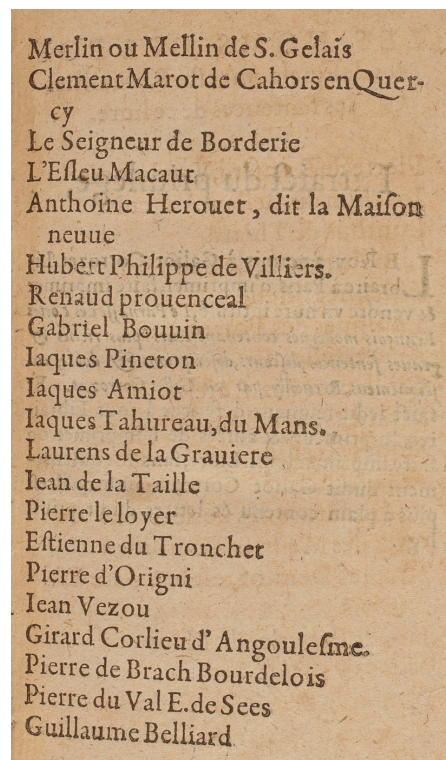 Merlin ou Mellin de S. Gelais
Clement Marot de Cahors en Quer-
cy
Le Seigneur de Borderie
L'Eſleu Macaut
Anthoine Herouet, dit la Maiſon
neuue
Hubert Philippe de Villiers.
Renaud prouenceal
Gabriel Bouuin
Iaques Pineton
Iaques Amiot
Iaques Tahureau, du Mans.
Laurens de la Grauiere
Iean de la Taille
Pierre le loyer
Eſtienne du Tronchet
Pierre d'Origni
Iean Vezou
Girard Corlieu d'Angouleſme.
Pierre de Brach Bourdelois
Pierre du Val E. de Sees
Guillaume Belliard